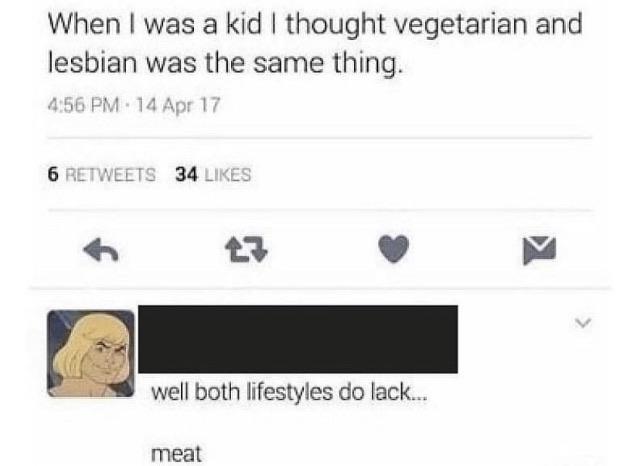 When I was a kid I thought vegetarian and
lesbian was the same thing.
4:56 PM · 14 Apr 17
6 RETWEETS 34 LIKES
well both lifestyles do lack...
meat